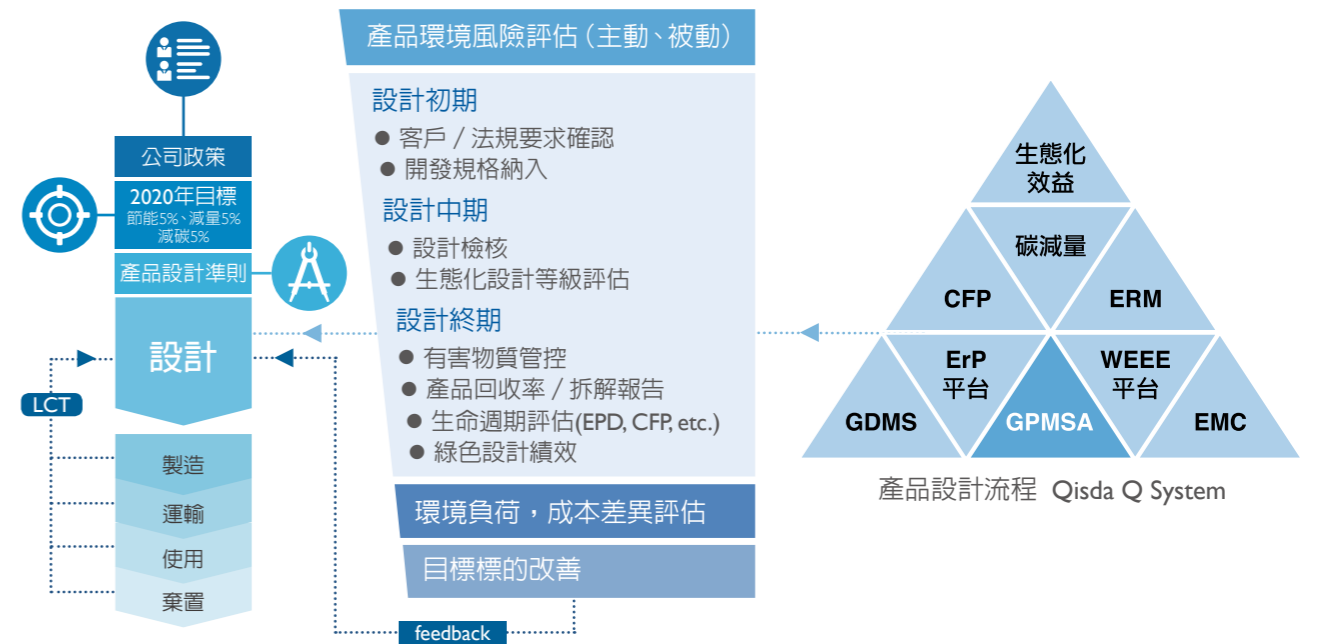 公司政策
2020年目標
節能5%、減量5%
減碳5%
產品設計準則
設計
LCT
製造
運輸
使用
棄置
產品環境風險評估（主動、被動）
設計初期
● 客戶 / 法規要求確認
● 開發規格納入
設計中期
● 設計檢核
● 生態化設計等級評估
設計終期
● 有害物質管控
● 產品回收率 / 拆解報告
● 生命週期評估(EPD, CFP, etc.)
● 綠色設計績效
環境負荷，成本差異評估
目標標的改善
feedback
生態化
效益
碳減量
CFP
ERM
ErP
平台
WEEE
平台
GDMS
GPMSA
EMC
產品設計流程 Qisda Q System